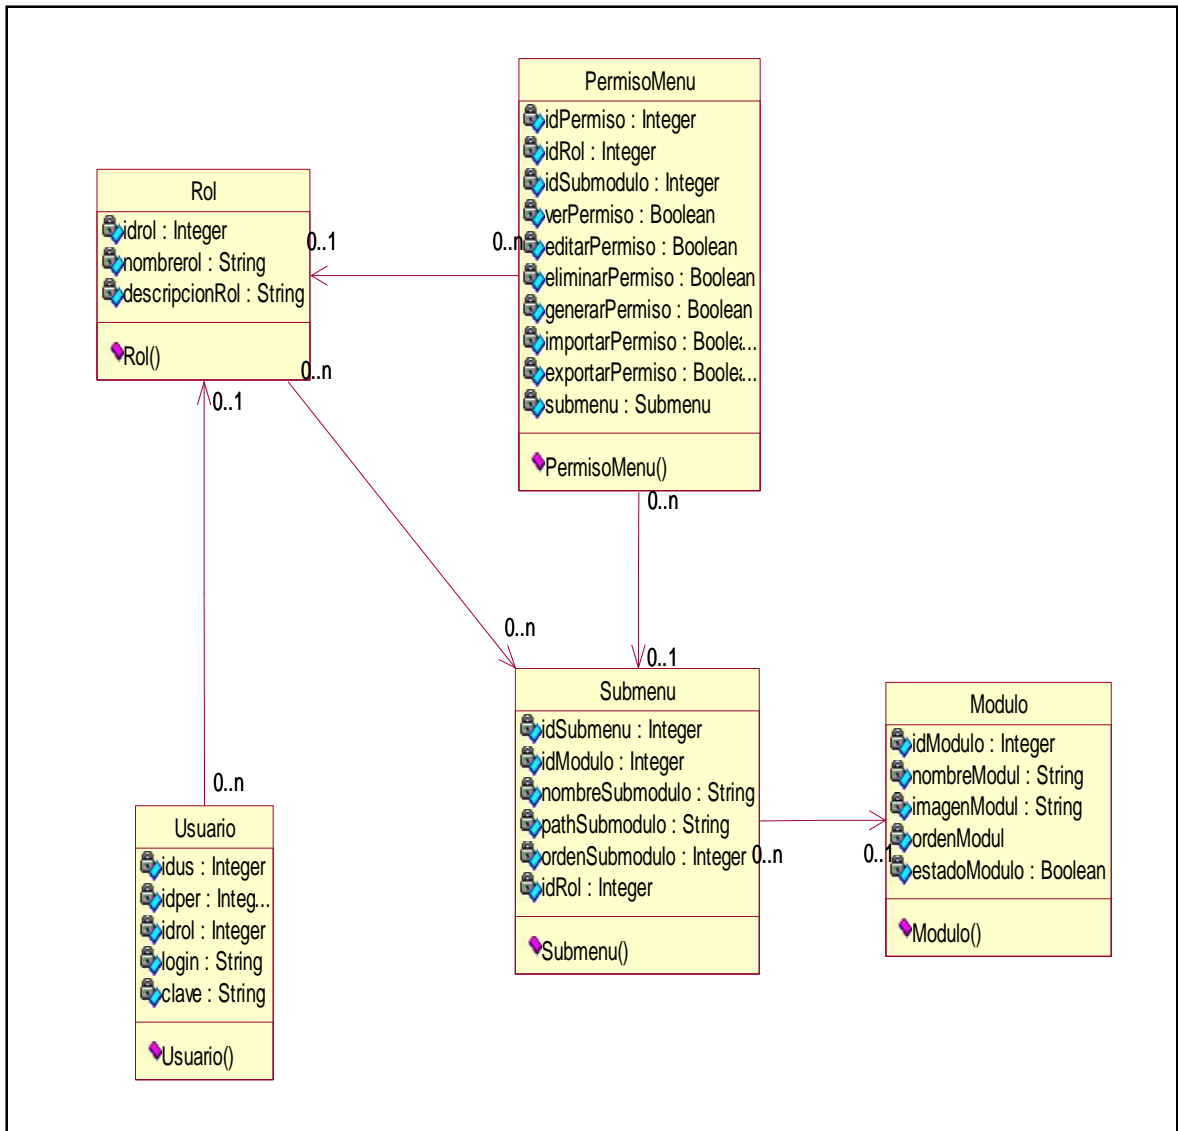 PermisoMenu
idPermiso : Integer
idRol : Integer
idSubmodulo : Integer
verPermiso : Boolean
editarPermiso : Boolean
eliminarPermiso : Boolean
generarPermiso : Boolean
importarPermiso : Boolea...
exportarPermiso : Boolea...
submenu : Submenu
PermisoMenu()
Rol
idrol : Integer
nombrerol : String
descripcionRol : String
Rol()
0..1
0..n
0..n
0..1
0..n
0..n
0..1
0..n
Submenu
idSubmenu : Integer
idModulo : Integer
nombreSubmodulo : String
pathSubmodulo : String
ordenSubmodulo : Integer
idRol : Integer
Submenu()
0..n
0..1
Modulo
idModulo : Integer
nombreModul : String
imagenModul : String
ordenModul
estadoModulo : Boolean
Modulo()
Usuario
idus : Integer
idper : Integ...
idrol : Integer
login : String
clave : String
Usuario()